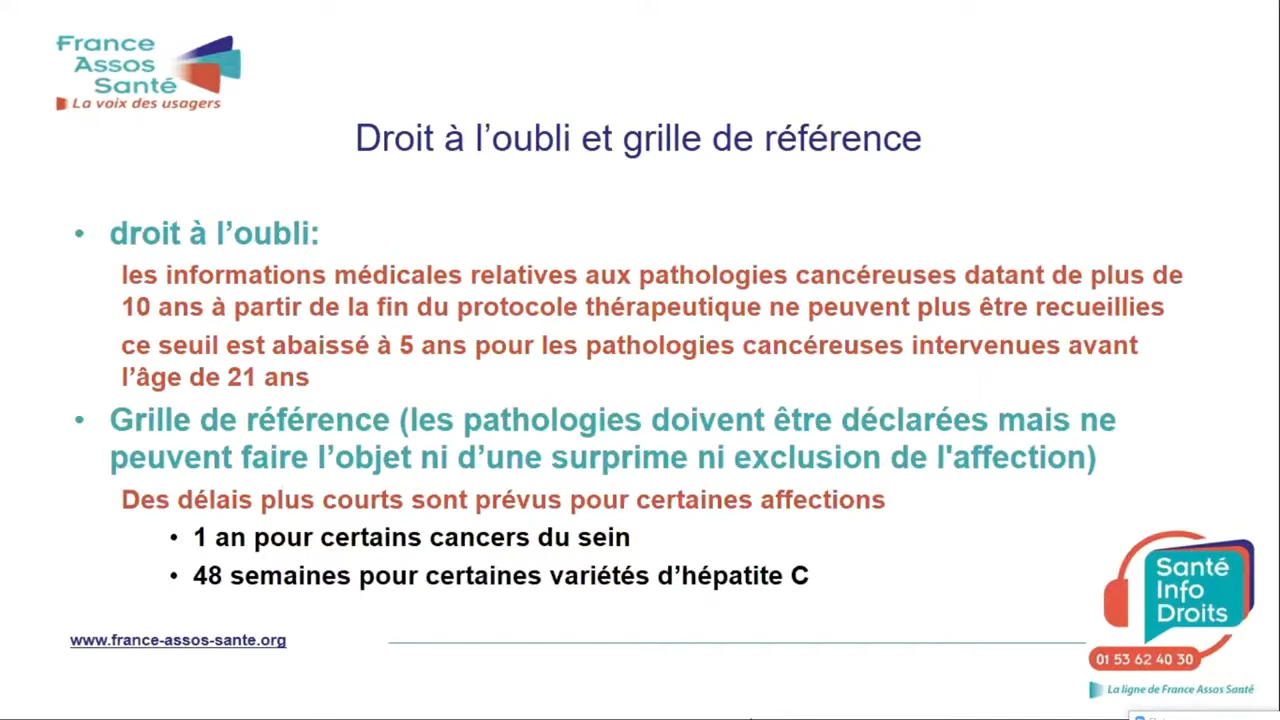 France
Assos
Santé
La voix des usagers
Droit à l’oubli et grille de référence
• droit à l’oubli:
les informations médicales relatives aux pathologies cancéreuses datant de plus de
10 ans à partir de la fin du protocole thérapeutique ne peuvent plus être recueillies
ce seuil est abaissé à 5 ans pour les pathologies cancéreuses intervenues avant
l’âge de 21 ans
• Grille de référence (les pathologies doivent être déclarées mais ne
peuvent faire l’objet ni d’une surprime ni exclusion de l'affection)
Des délais plus courts sont prévus pour certaines affections
• 1 an pour certains cancers du sein
• 48 semaines pour certaines variétés d’hépatite C
www.france-assos-sante.org
Santé
Info
Droits
01 53 62 40 30
La ligne de France Assos Santé